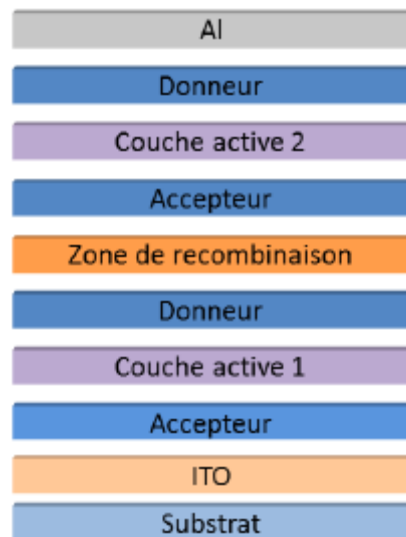 Al
Donneur
Couche active 2
Accepteur
Zone de recombinaison
Donneur
Couche active 1
Accepteur
ITO
Substrat